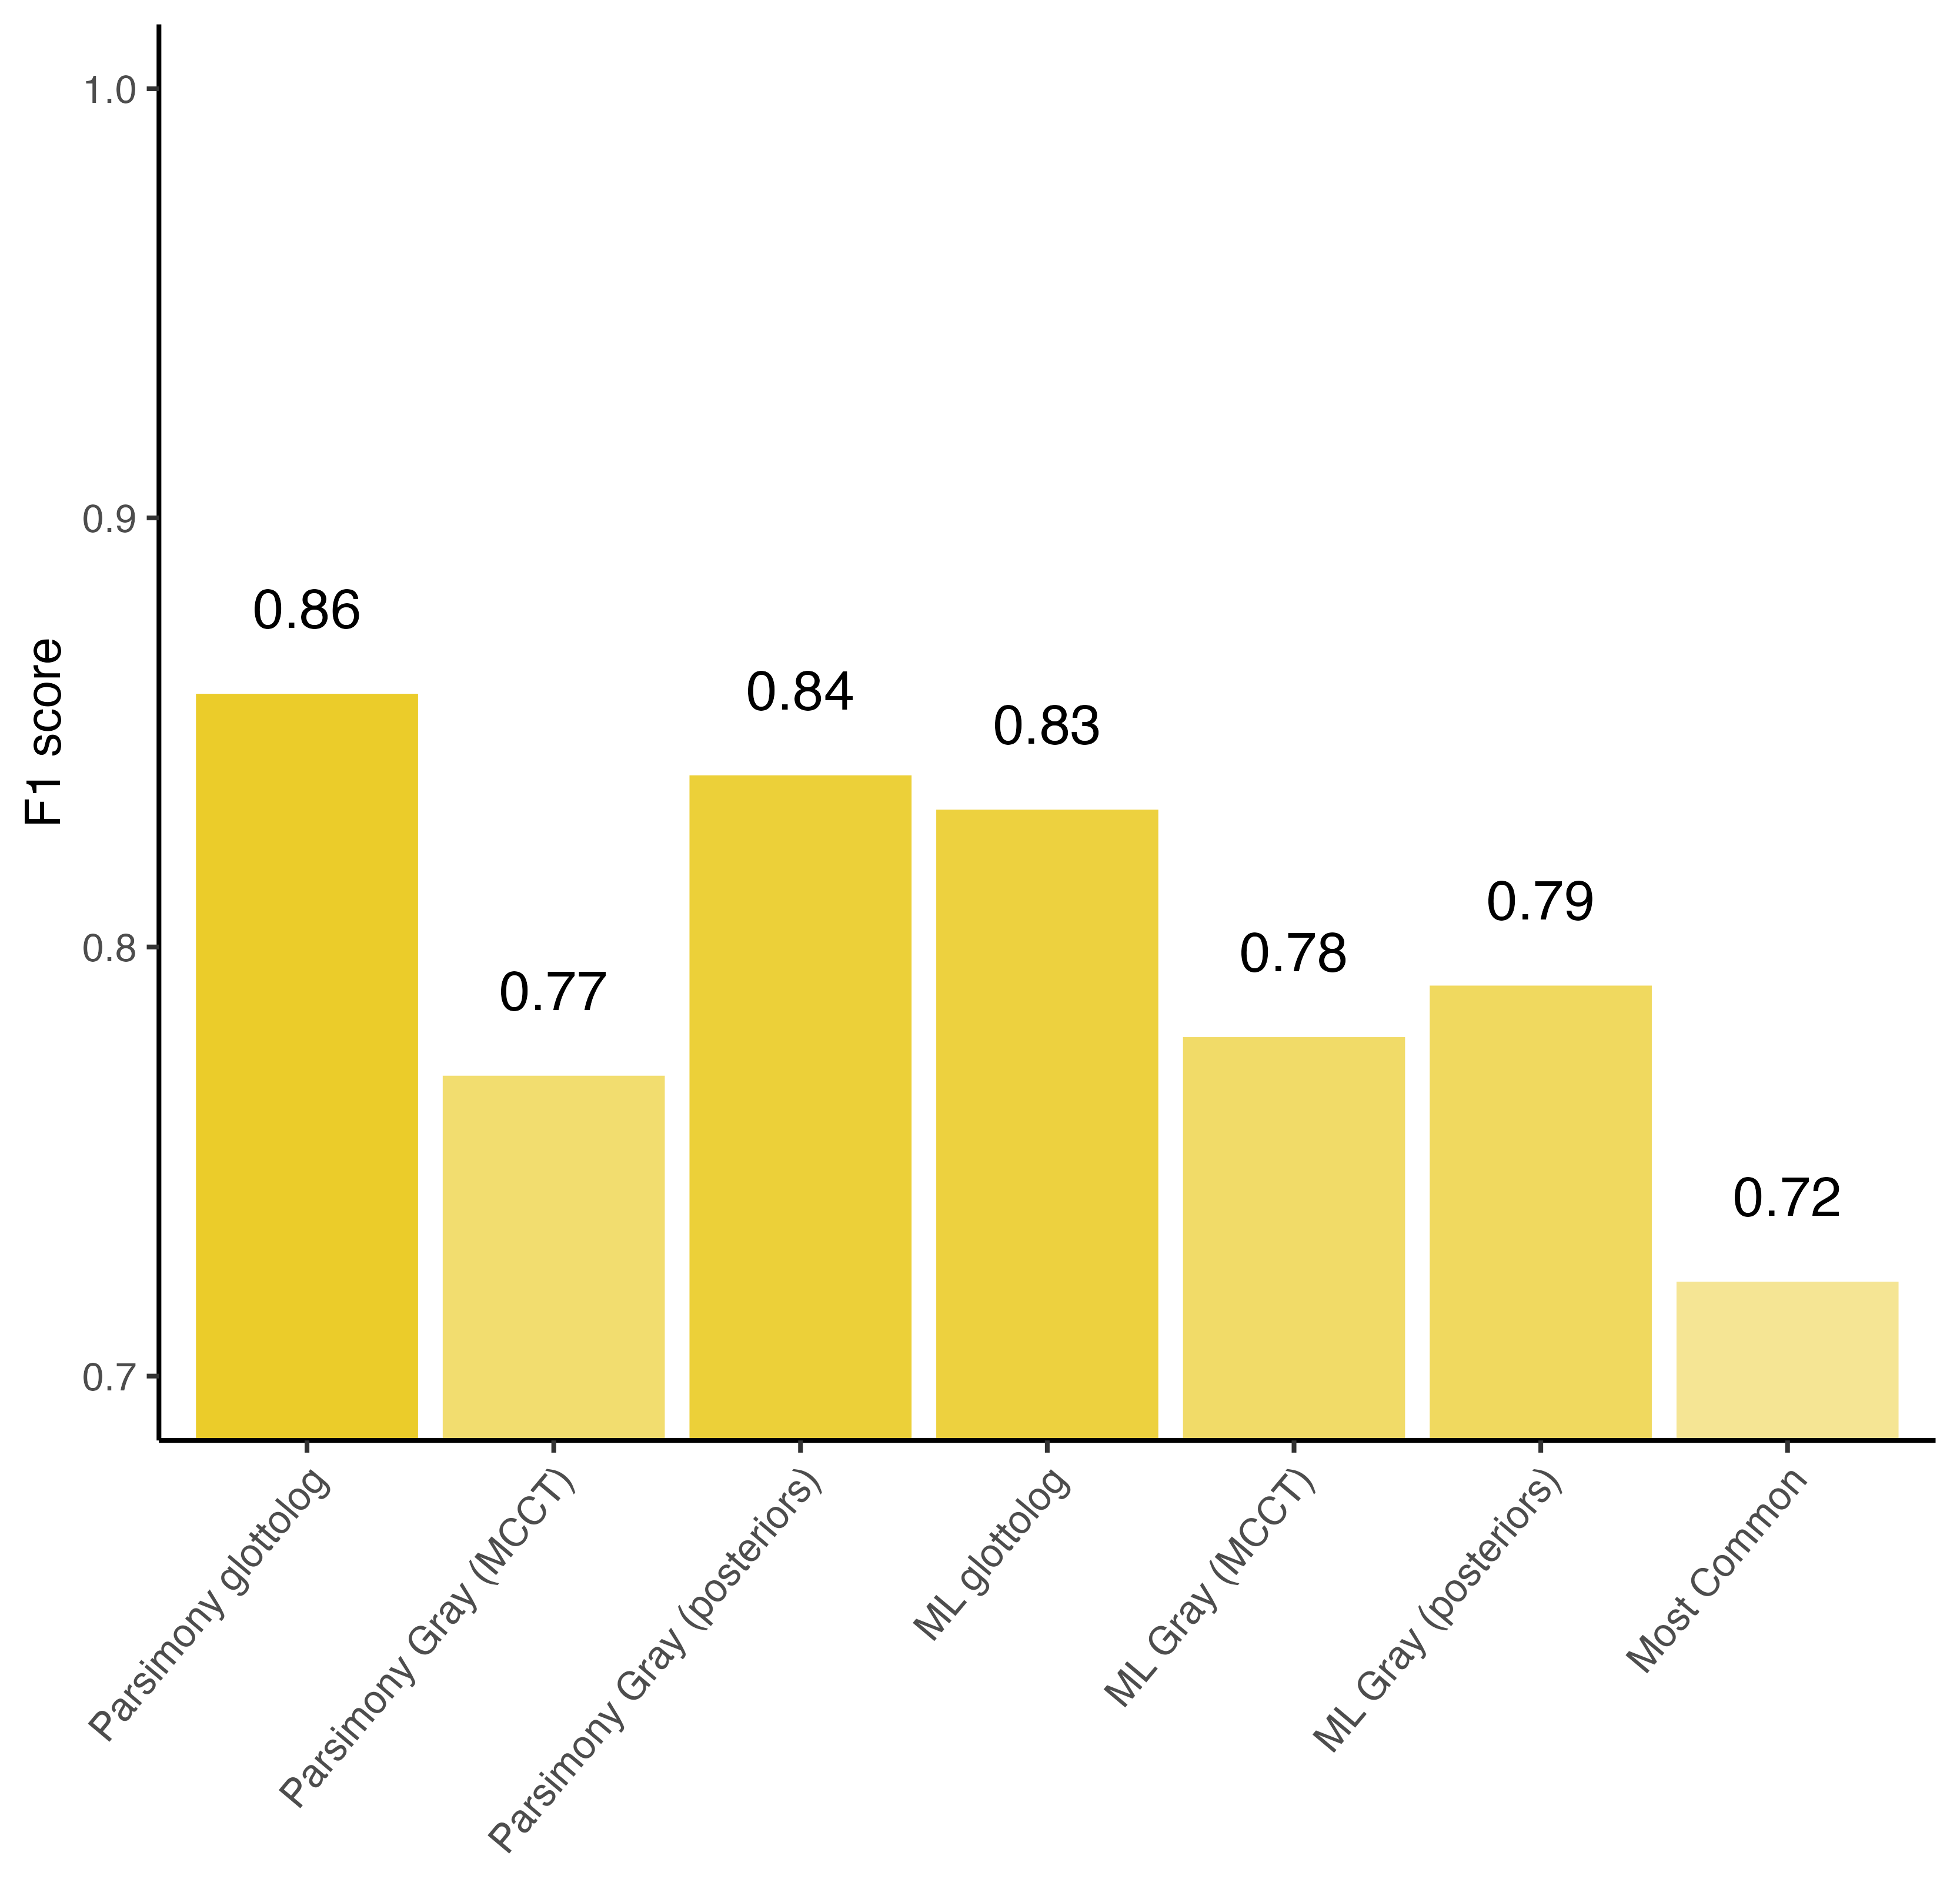 F1 score
1.0
0.9
0.8
0.7
0.86
0.77
0.84
0.83
0.78
0.79
0.72
Parsimony glottolog
Parsimony Gray (MCCT)
Parsimony Gray (posteriors)
ML glottolog
ML Gray (MCCT)
ML Gray (posteriors)
Most Common